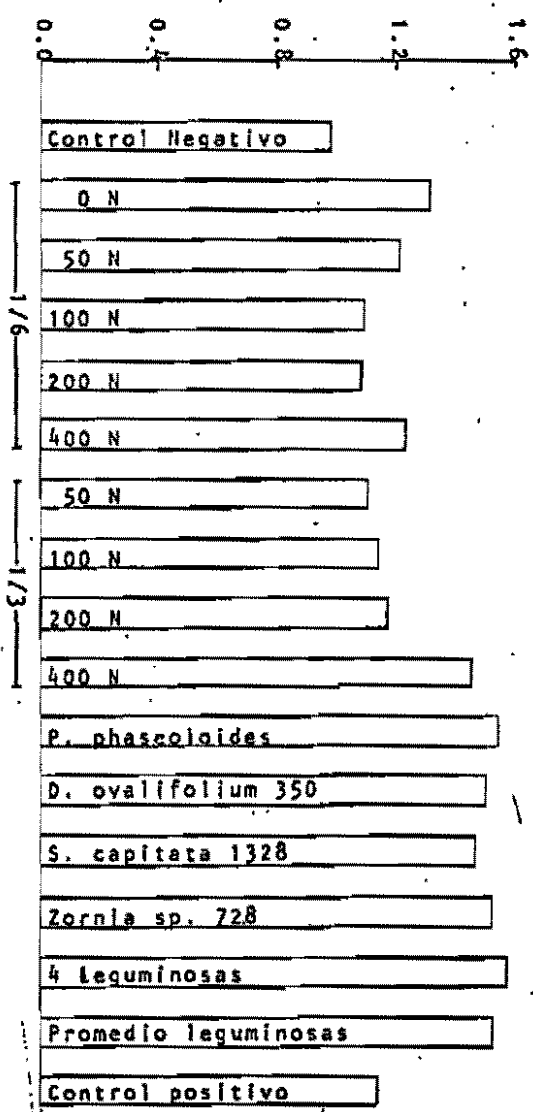 0.0 0.4 0.8 1.2 1.6
Control Negativo
0 N
50 N
100 N
200 N
400 N
1/6
50 N
100 N
200 N
400 N
1/3
P. phaseoloides
D. ovalifolium 350
S. capitata 1328
Zornia sp. 728
4 Leguminosas
Promedio leguminosas
Control positivo